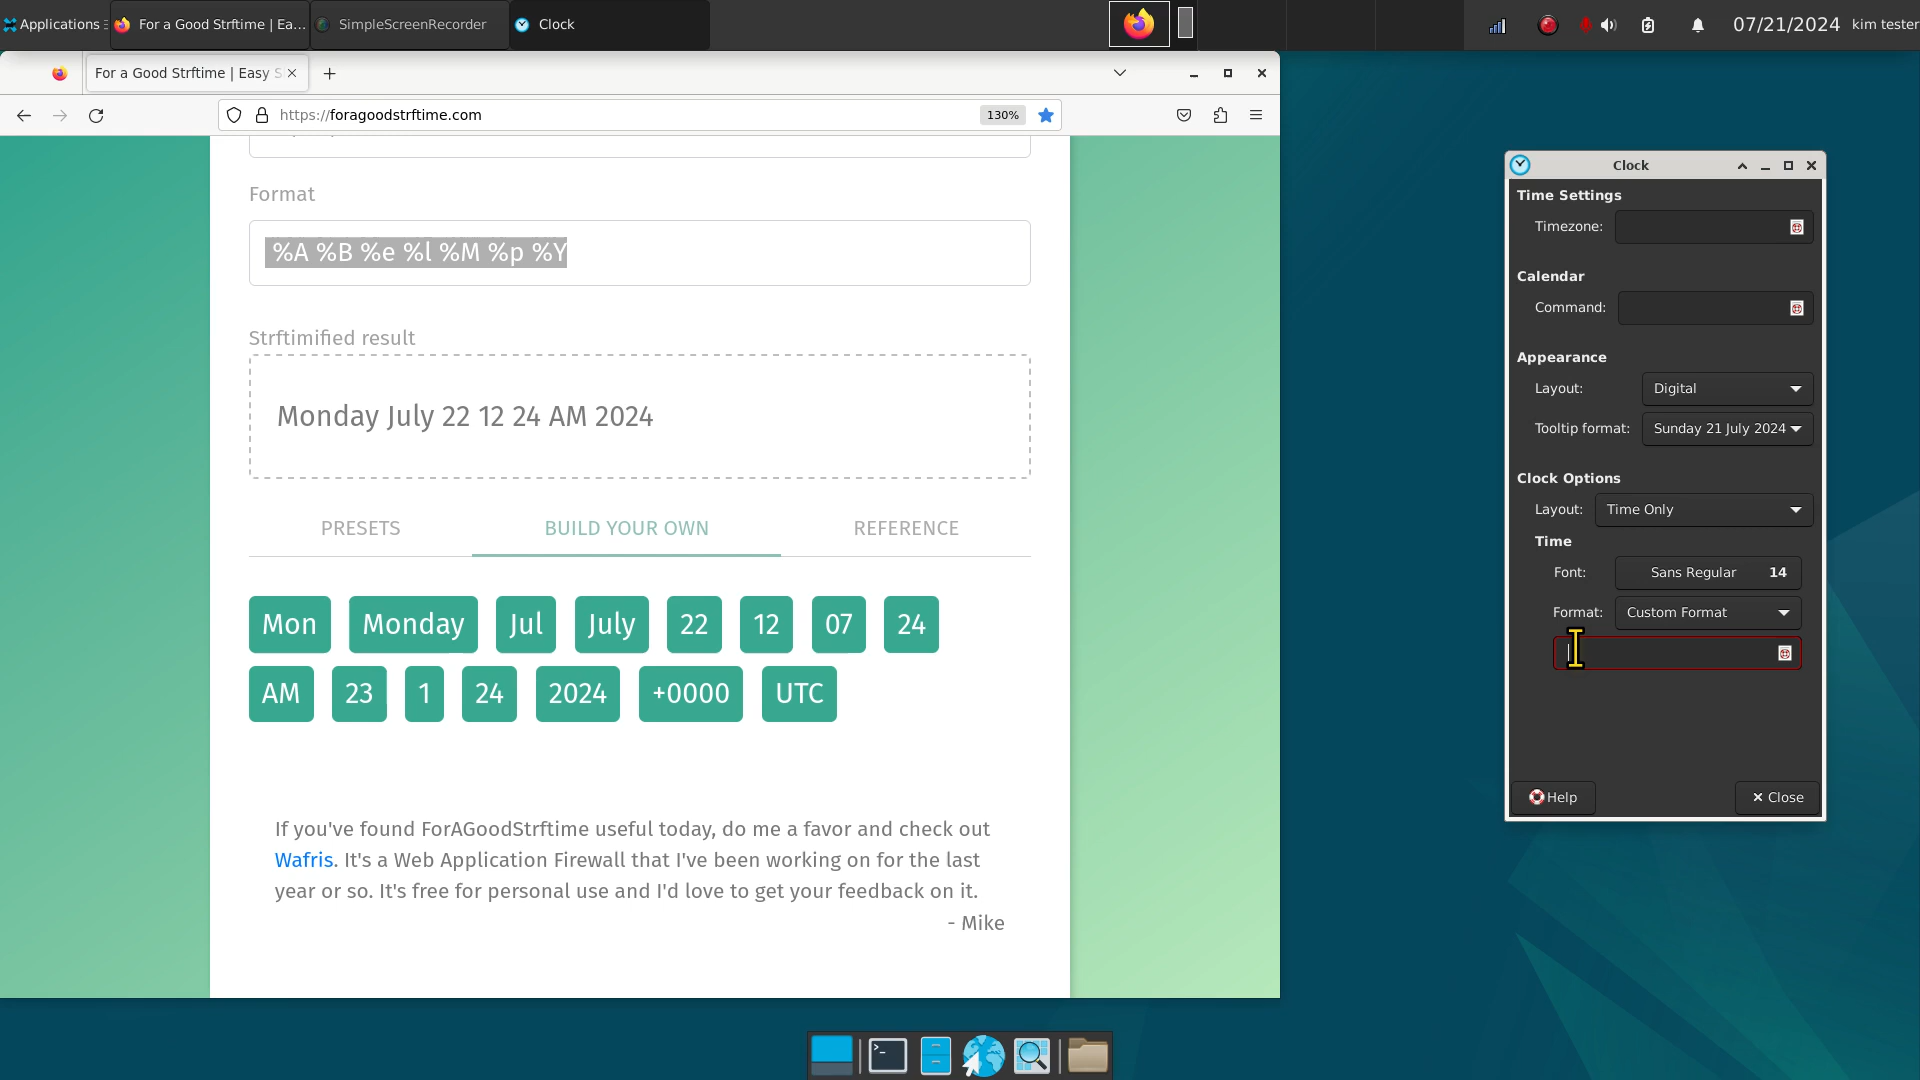 Applications
For a Good Strftime | Ea...
SimpleScreenRecorder
Clock
07/21/2024
kim tester
For a Good Strftime | Easy S
https://foragoodstrftime.com
130%
Format
%A %B %e %l %M %p %Y
Strftimified result
Monday July 22 12 24 AM 2024
PRESETS
BUILD YOUR OWN
REFERENCE
Mon
Monday
Jul
July
22
12
07
24
AM
23
1
24
2024
+0000
UTC
If you've found ForAGoodStrftime useful today, do me a favor and check out
Wafris. It's a Web Application Firewall that I've been working on for the last
year or so. It's free for personal use and I'd love to get your feedback on it.
- Mike
Clock
Time Settings
Timezone:
Calendar
Command:
Appearance
Layout:
Digital
Tooltip format:
Sunday 21 July 2024
Clock Options
Layout:
Time Only
Time
Font:
Sans Regular 14
Format:
Custom Format
Help
Close